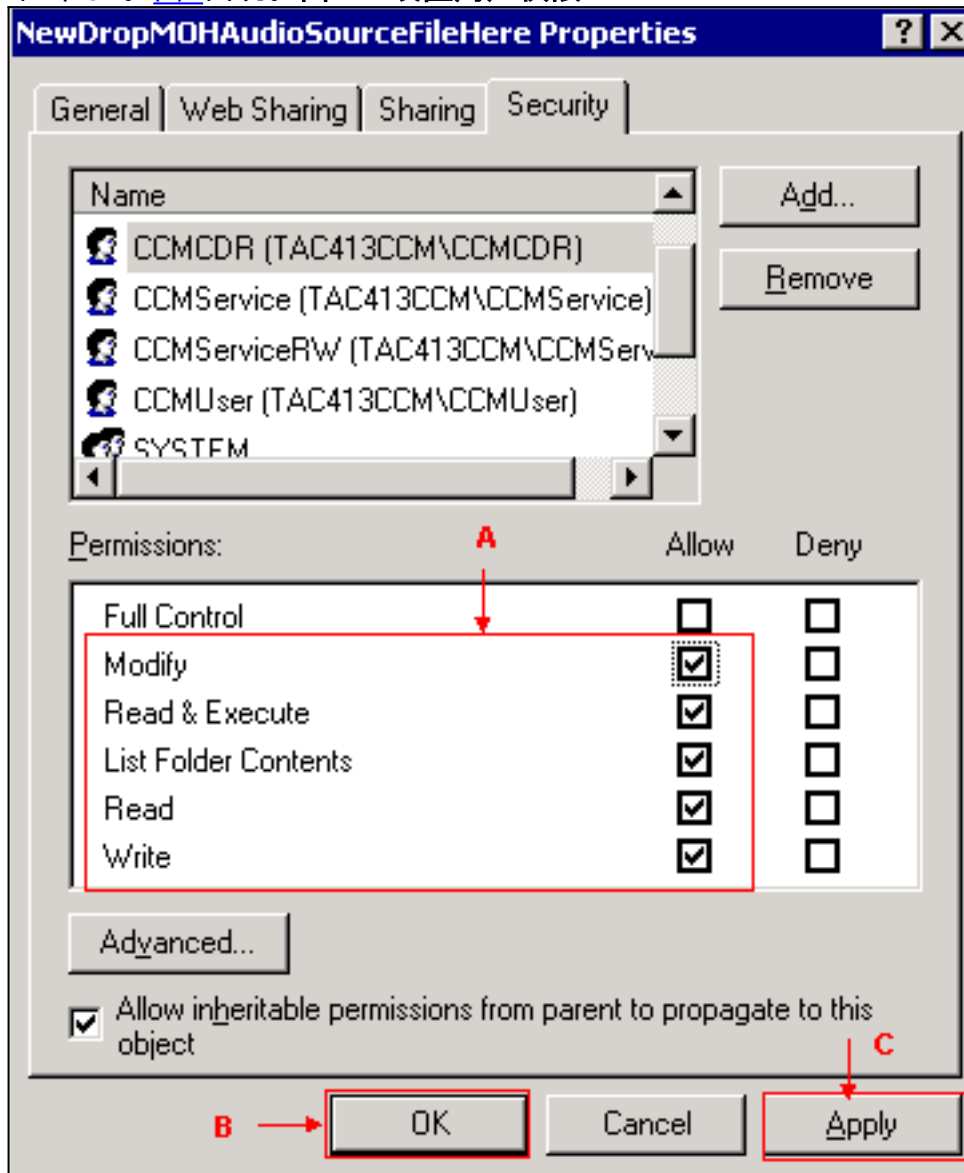 NewDropMOHAudioSourceFileHere Properties
General Web Sharing Sharing Security
Name
Add...
CCMCDR (TAC413CCM\CCMCDR)
CCMService (TAC413CCM\CCMService)
Remove
CCMServiceRW (TAC413CCM\CCMServ
CCMUser (TAC413CCM\CCMUser)
SYSTEM
Permissions: A Allow Deny
Full Control
Modify
Read & Execute
List Folder Contents
Read
Write
Advanced...
Allow inheritable permissions from parent to propagate to this
object
C
B OK Cancel Apply